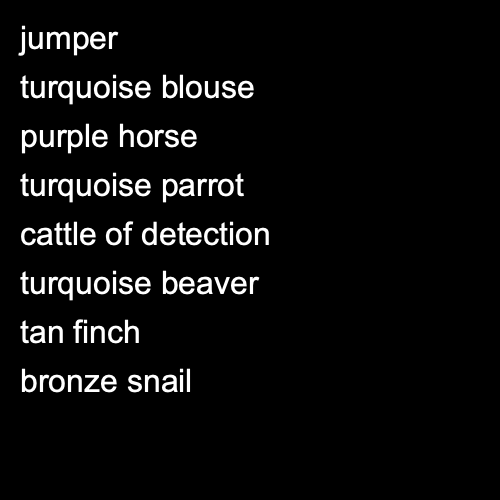 jumper
turquoise blouse
purple horse
turquoise parrot
cattle of detection
turquoise beaver
tan finch
bronze snail